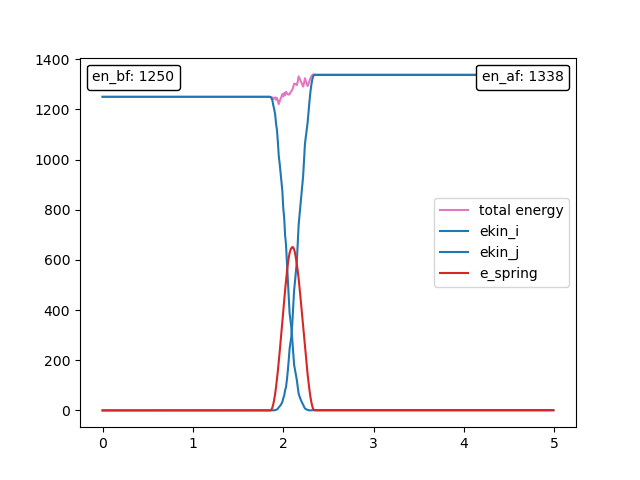 1400
1200
1000
800
600
400
200
0
0 1 2 3 4 5
en_bf: 1250
en_af: 1338
total energy
ekin_i
ekin_j
e_spring